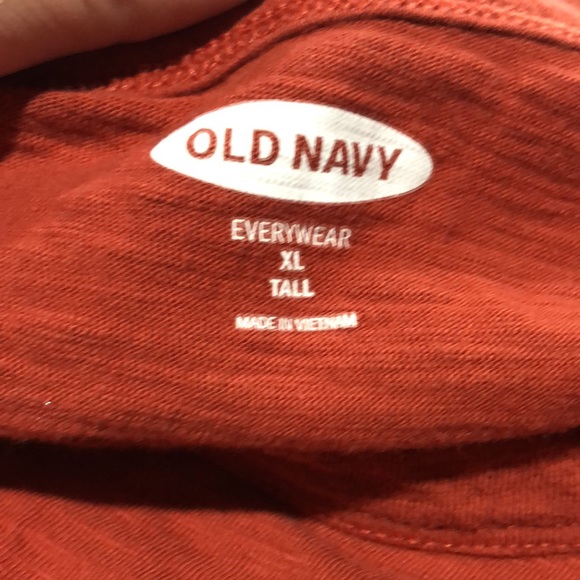 OLD NAVY
EVERYWEAR
XL
TALL
MADE IN VIETNAM